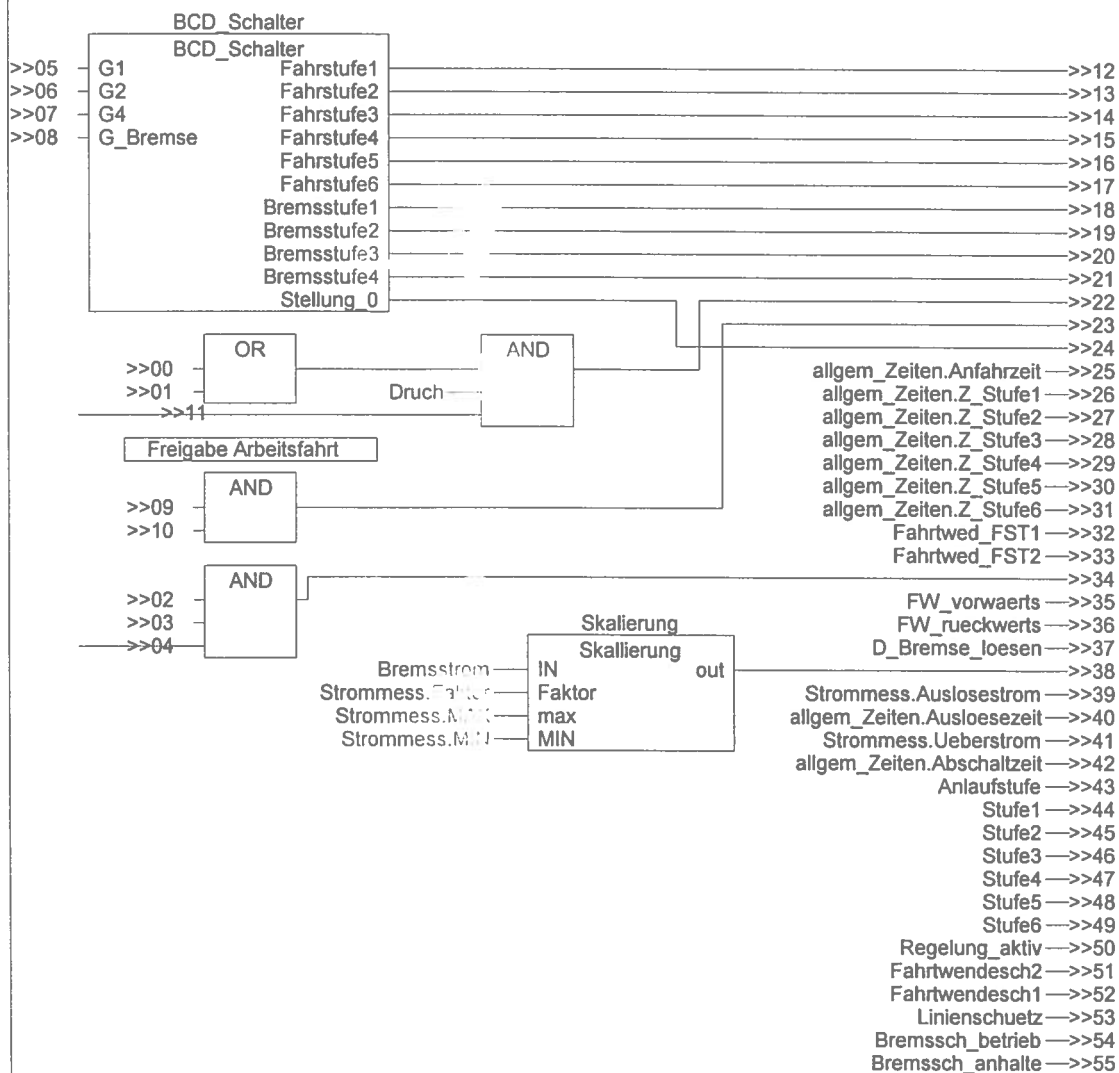 BCD_Schalter
BCD_Schalter
>>05 G1 Fahrstufe1 >>12
>>06 G2 Fahrstufe2 >>13
>>07 G4 Fahrstufe3 >>14
>>08 G_Bremse Fahrstufe4 >>15
Fahrstufe5 >>16
Fahrstufe6 >>17
Bremsstufe1 >>18
Bremsstufe2 >>19
Bremsstufe3 >>20
Bremsstufe4 >>21
Stellung_0 >>22
>>23
OR AND >>24
>>00 allgem_Zeiten.Anfahrzeit >>25
>>01 Druch allgem_Zeiten.Z_Stufe1 >>26
>>11 allgem_Zeiten.Z_Stufe2 >>27
allgem_Zeiten.Z_Stufe3 >>28
Freigabe Arbeitsfahrt allgem_Zeiten.Z_Stufe4 >>29
AND allgem_Zeiten.Z_Stufe5 >>30
>>09 allgem_Zeiten.Z_Stufe6 >>31
>>10 Fahrtwed_FST1 >>32
Fahrtwed_FST2 >>33
AND >>34
>>02 FW_vorwaerts >>35
>>03 Skalierung FW_rueckwerts >>36
>>04 Skallierung D_Bremse_loesen >>37
Bremsstrom IN out >>38
Strommess.Faktor Faktor Strommess.Auslosestrom >>39
Strommess.MAX max allgem_Zeiten.Ausloesezeit >>40
Strommess.MIN MIN Strommess.Ueberstrom >>41
allgem_Zeiten.Abschaltzeit >>42
Anlaufstufe >>43
Stufe1 >>44
Stufe2 >>45
Stufe3 >>46
Stufe4 >>47
Stufe5 >>48
Stufe6 >>49
Regelung_aktiv >>50
Fahrtwendesch2 >>51
Fahrtwendesch1 >>52
Linienschuetz >>53
Bremssch_betrieb >>54
Bremssch_anhalte >>55